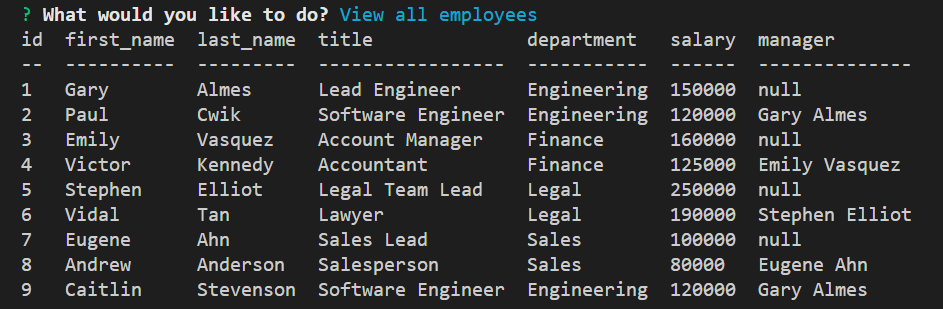 ? What would you like to do? View all employees
id  first_name  last_name  title              department   salary  manager
--  ----------  ---------  -----------------  -----------  ------  --------------
1   Gary        Almes      Lead Engineer      Engineering  150000  null
2   Paul        Cwik       Software Engineer  Engineering  120000  Gary Almes
3   Emily       Vasquez    Account Manager    Finance      160000  null
4   Victor      Kennedy    Accountant         Finance      125000  Emily Vasquez
5   Stephen     Elliot     Legal Team Lead    Legal        250000  null
6   Vidal       Tan        Lawyer             Legal        190000  Stephen Elliot
7   Eugene      Ahn        Sales Lead         Sales        100000  null
8   Andrew      Anderson   Salesperson        Sales        80000   Eugene Ahn
9   Caitlin     Stevenson  Software Engineer  Engineering  120000  Gary Almes